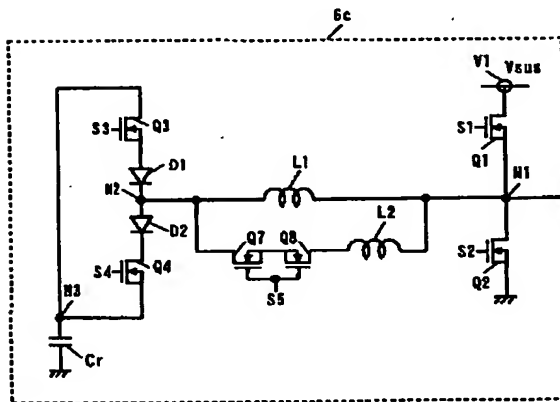 6c
V1 Vsus
S3 Q3
S1 Q1
D1
L1
N2
N1
D2
L2
Q7 Q8
S4 Q4
S2 Q2
S5
N3
Cr